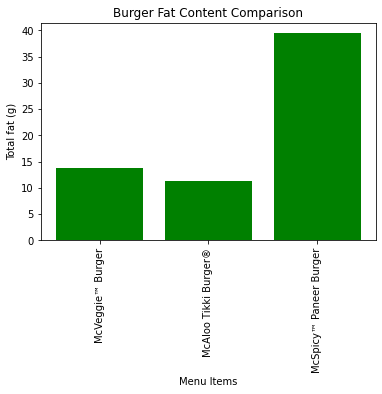 Burger Fat Content Comparison
Total fat (g)
40
35
30
25
20
15
10
5
0
McVeggie™ Burger
McAloo Tikki Burger®
McSpicy™ Paneer Burger
Menu Items